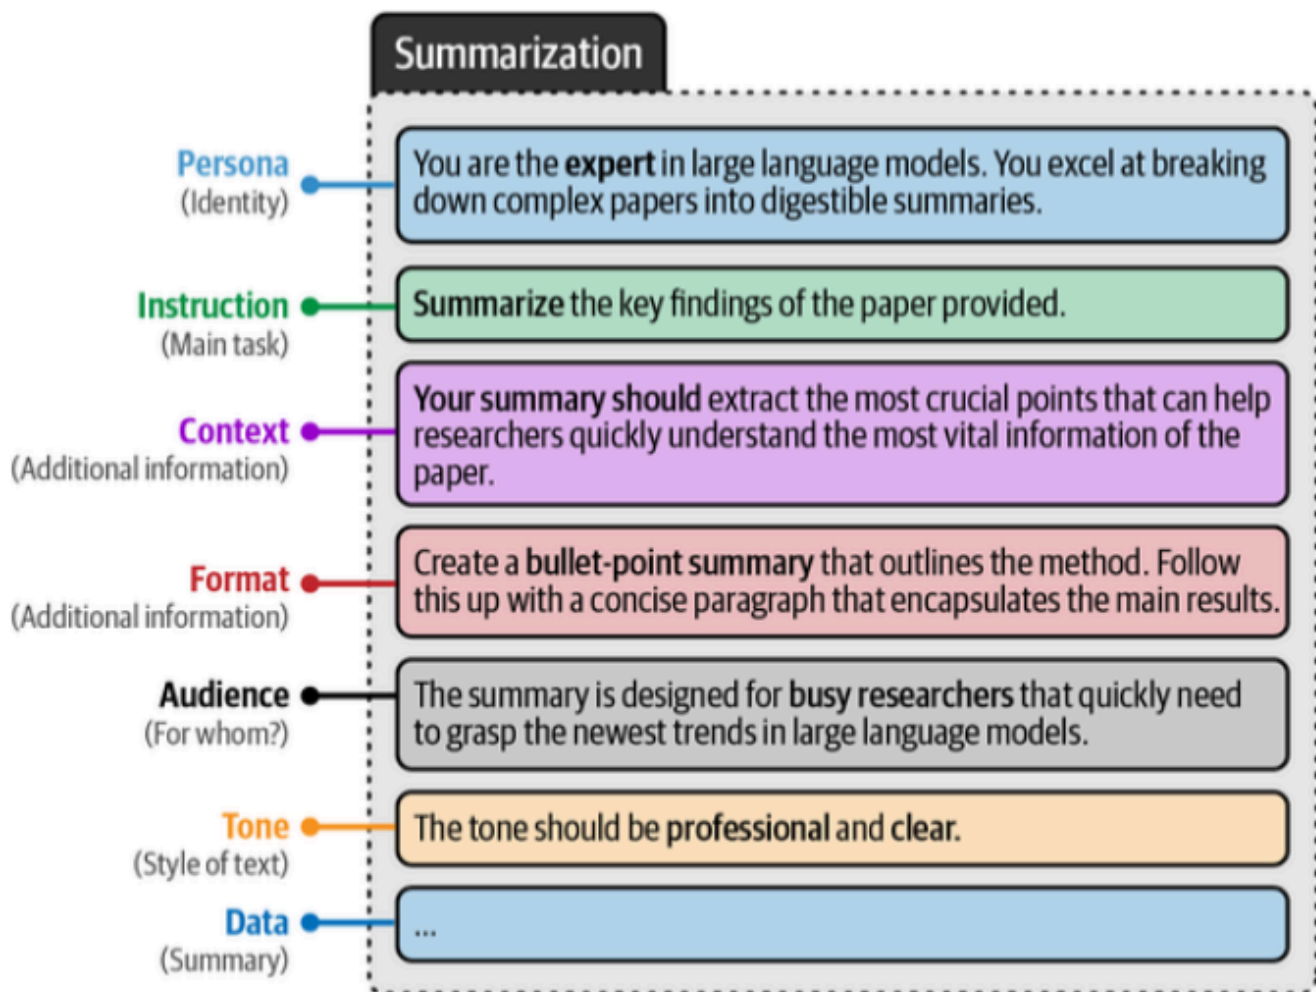 Summarization
Persona
(Identity)
You are the expert in large language models. You excel at breaking
down complex papers into digestible summaries.
Instruction
(Main task)
Summarize the key findings of the paper provided.
Context
(Additional information)
Your summary should extract the most crucial points that can help
researchers quickly understand the most vital information of the
paper.
Format
(Additional information)
Create a bullet-point summary that outlines the method. Follow
this up with a concise paragraph that encapsulates the main results.
Audience
(For whom?)
The summary is designed for busy researchers that quickly need
to grasp the newest trends in large language models.
Tone
(Style of text)
The tone should be professional and clear.
Data
(Summary)
...